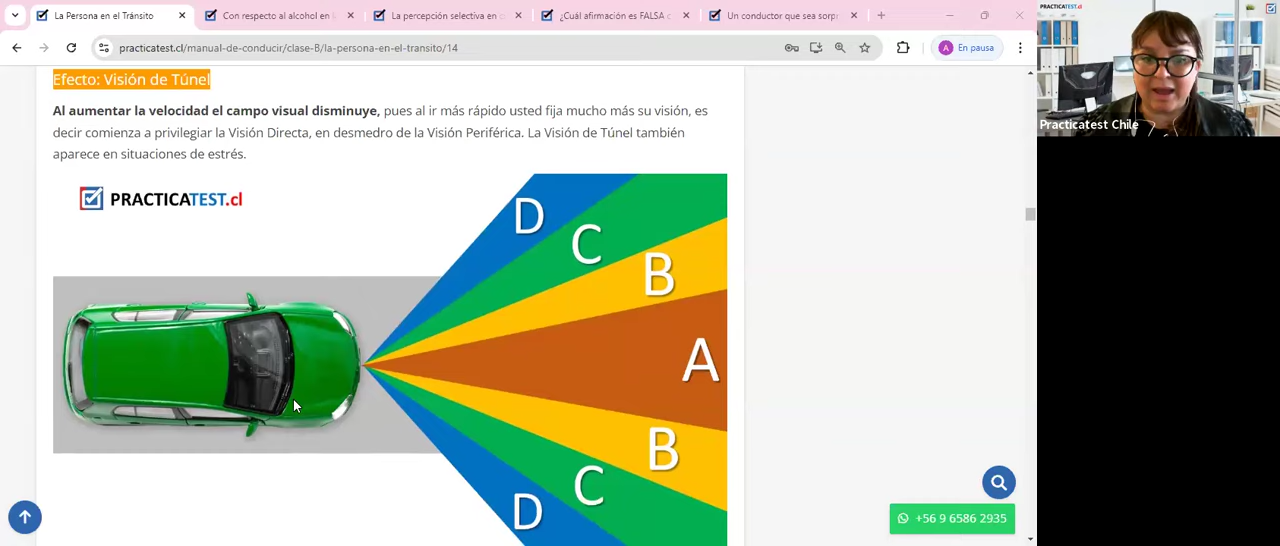 La Persona en el Tránsito
Con respecto al alcohol en l
La percepción selectiva en c
¿Cuál afirmación es FALSA c
Un conductor que sea sorpr
practicatest.cl/manual-de-conducir/clase-B/la-persona-en-el-transito/14
A
En pausa
Efecto: Visión de Túnel
Al aumentar la velocidad el campo visual disminuye, pues al ir más rápido usted fija mucho más su visión, es
decir comienza a privilegiar la Visión Directa, en desmedro de la Visión Periférica. La Visión de Túnel también
aparece en situaciones de estrés.
PRACTICATEST.cl
D
C
B
A
B
C
D
+56 9 6586 2935
PRACTICATEST.cl
Practicatest Chile